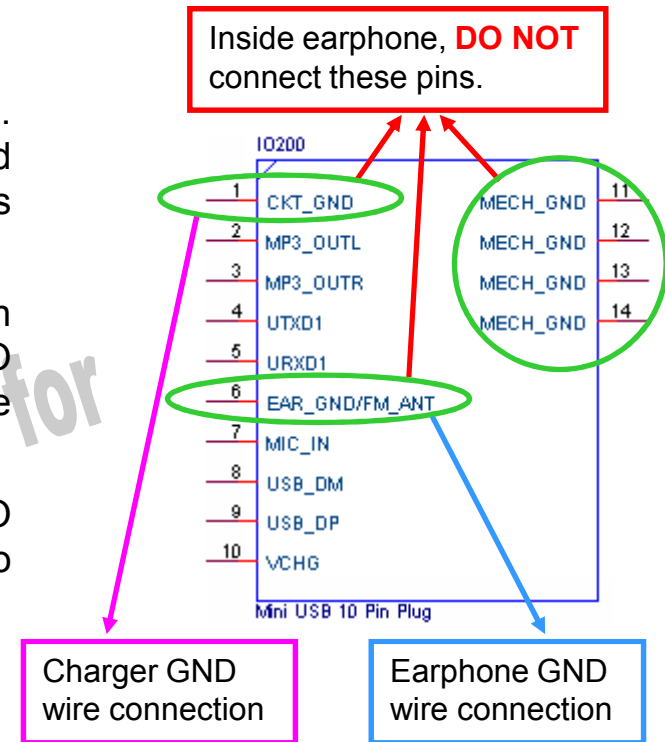 Inside earphone, DO NOT
connect these pins.
.
d
s
n
D
e
for
D
o
IO200
1 CKT_GND MECH_GND 11
2 MP3_OUTL MECH_GND 12
3 MP3_OUTR MECH_GND 13
4 UTXD1 MECH_GND 14
5 URXD1
6 EAR_GND/FM_ANT
7 MIC_IN
8 USB_DM
9 USB_DP
10 VCHG
Mini USB 10 Pin Plug
Charger GND
wire connection
Earphone GND
wire connection